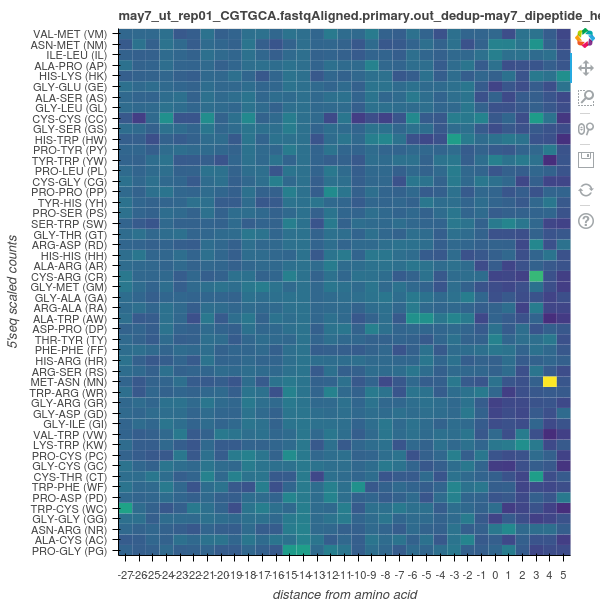 may7_ut_rep01_CGTGCA.fastqAligned.primary.out_dedup-may7_dipeptide_he
VAL-MET (VM)
ASN-MET (NM)
ILE-LEU (IL)
ALA-PRO (AP)
HIS-LYS (HK)
GLY-GLU (GE)
ALA-SER (AS)
GLY-LEU (GL)
CYS-CYS (CC)
GLY-SER (GS)
HIS-TRP (HW)
PRO-TYR (PY)
TYR-TRP (YW)
PRO-LEU (PL)
CYS-GLY (CG)
PRO-PRO (PP)
TYR-HIS (YH)
PRO-SER (PS)
SER-TRP (SW)
GLY-THR (GT)
ARG-ASP (RD)
HIS-HIS (HH)
ALA-ARG (AR)
CYS-ARG (CR)
GLY-MET (GM)
GLY-ALA (GA)
ARG-ALA (RA)
ALA-TRP (AW)
ASP-PRO (DP)
THR-TYR (TY)
PHE-PHE (FF)
HIS-ARG (HR)
ARG-SER (RS)
MET-ASN (MN)
TRP-ARG (WR)
GLY-ARG (GR)
GLY-ASP (GD)
GLY-ILE (GI)
VAL-TRP (VW)
LYS-TRP (KW)
PRO-CYS (PC)
GLY-CYS (GC)
CYS-THR (CT)
TRP-PHE (WF)
PRO-ASP (PD)
TRP-CYS (WC)
GLY-GLY (GG)
ASN-ARG (NR)
ALA-CYS (AC)
PRO-GLY (PG)
5'seq scaled counts
-27 -26 -25 -24 -23 -22 -21 -20 -19 -18 -17 -16 -15 -14 -13 -12 -11 -10 -9 -8 -7 -6 -5 -4 -3 -2 -1 0 1 2 3 4 5
distance from amino acid